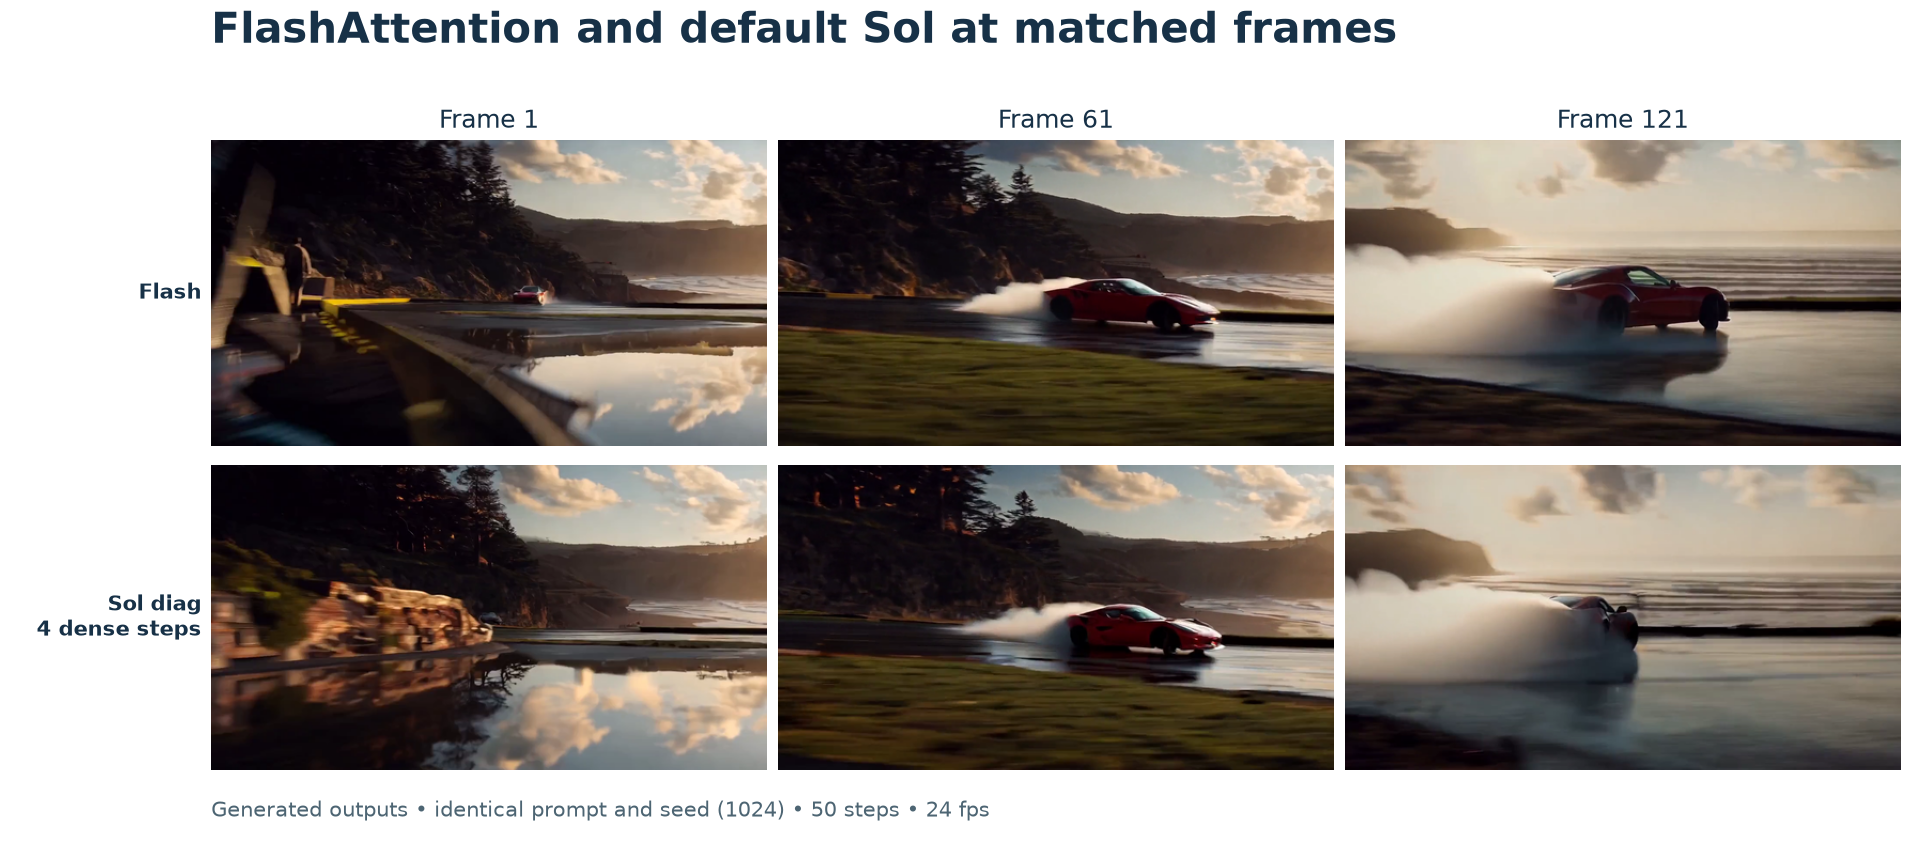 FlashAttention and default Sol at matched frames
Frame 1
Frame 61
Frame 121
Flash
Sol diag
4 dense steps
Generated outputs • identical prompt and seed (1024) • 50 steps • 24 fps